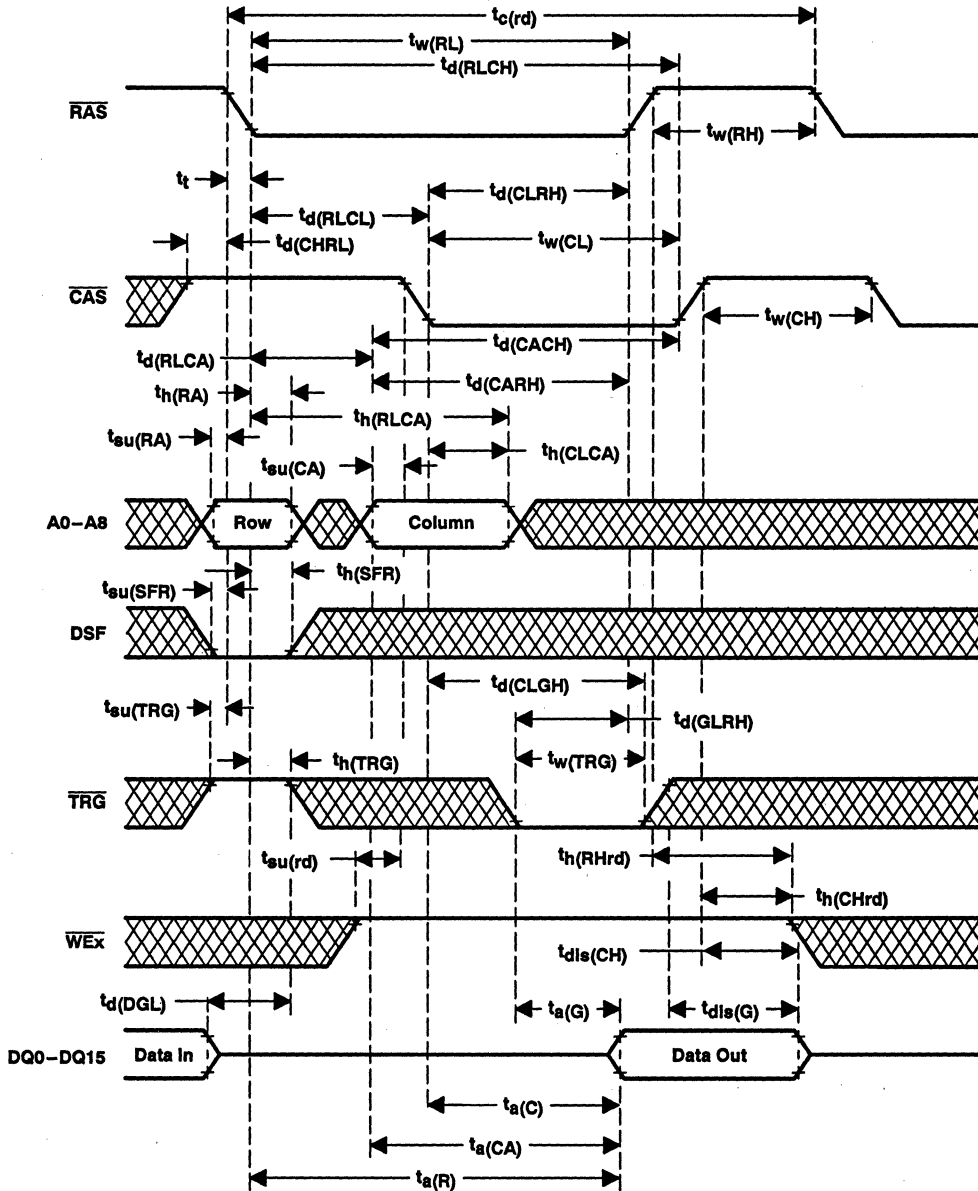 tc(rd)
tw(RL)
td(RLCH)
RAS
tw(RH)
tt
td(CLRH)
td(RLCL)
td(CHRL)
tw(CL)
CAS
tw(CH)
td(CACH)
td(RLCA)
td(CARH)
th(RA)
th(RLCA)
tsu(RA)
th(CLCA)
tsu(CA)
A0–A8 Row Column
th(SFR)
tsu(SFR)
DSF
td(CLGH)
tsu(TRG)
td(GLRH)
th(TRG)
tw(TRG)
TRG
tsu(rd)
th(RHrd)
th(CHrd)
WEx
tdis(CH)
td(DGL)
ta(G)
tdis(G)
DQ0–DQ15 Data In Data Out
ta(C)
ta(CA)
ta(R)